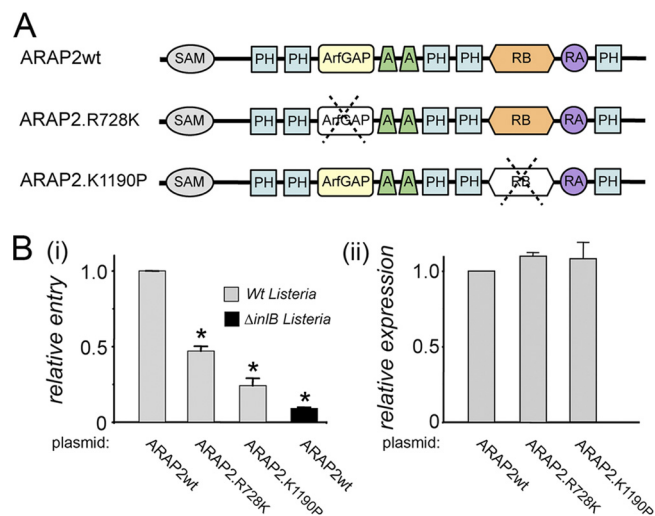 A
ARAP2wt
SAM PH PH ArfGAP A A PH PH RB RA PH
ARAP2.R728K
SAM PH PH ArfGAP A A PH PH RB RA PH
ARAP2.K1190P
SAM PH PH ArfGAP A A PH PH RB RA PH
B (i)
relative entry
1.0
0.5
0
Wt Listeria
ΔinlB Listeria
* * *
plasmid:
ARAP2wt
ARAP2.R728K
ARAP2.K1190P
ARAP2wt
(ii)
relative expression
1.0
0.5
0
plasmid:
ARAP2wt
ARAP2.R728K
ARAP2.K1190P